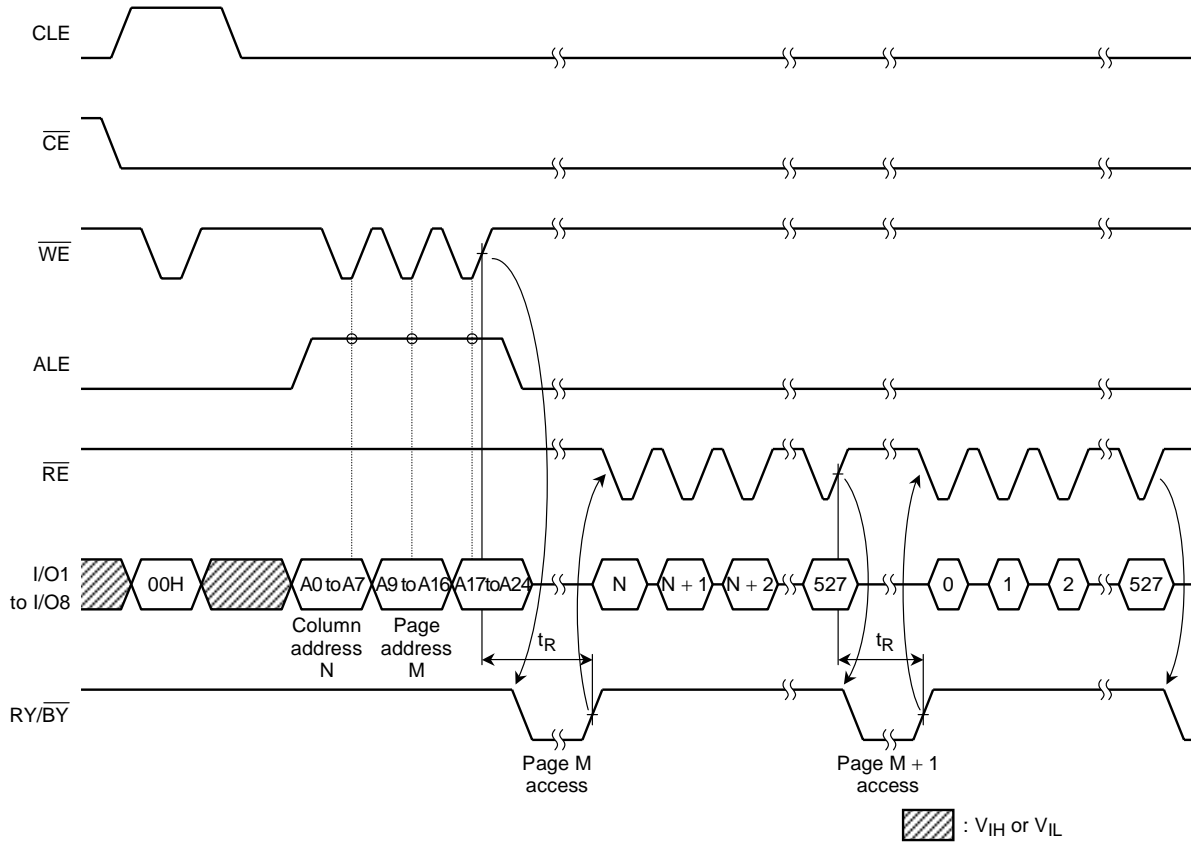 CLE
CE
WE
ALE
RE
I/O1
to I/O8
00H
A0 to A7
A9 to A16
A17 to A24
N
N + 1
N + 2
527
0
1
2
527
Column
address
N
Page
address
M
tR
tR
RY/BY
Page M
access
Page M + 1
access
: VIH or VIL